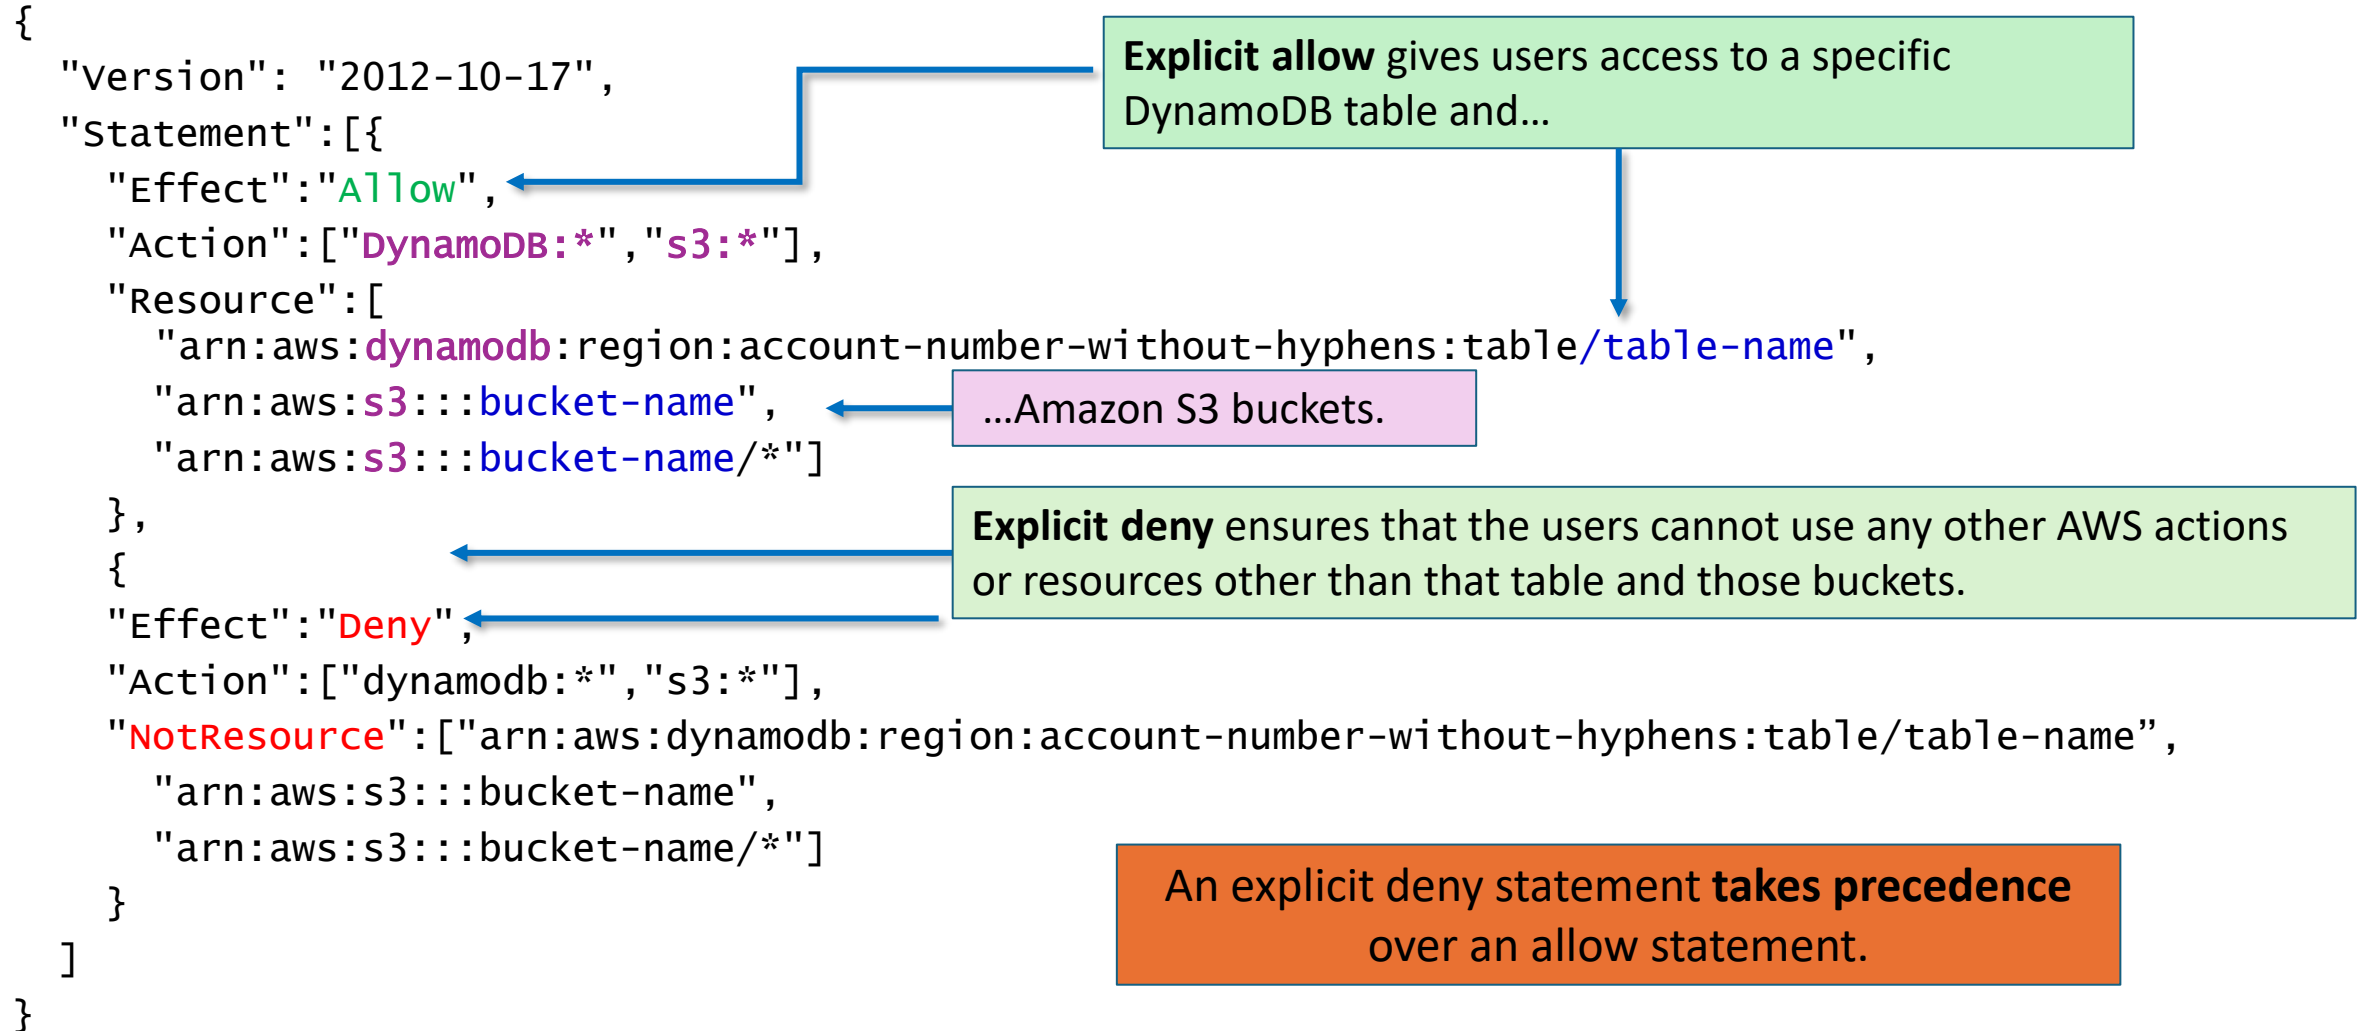 {
"Version": "2012-10-17",
"Statement":[{
"Effect":"Allow",
"Action":["DynamoDB:*","s3:*"],
"Resource":[
"arn:aws:dynamodb:region:account-number-without-hyphens:table/table-name",
"arn:aws:s3:::bucket-name",
"arn:aws:s3:::bucket-name/*"]
},
{
"Effect":"Deny",
"Action":["dynamodb:*","s3:*"],
"NotResource":["arn:aws:dynamodb:region:account-number-without-hyphens:table/table-name”,
"arn:aws:s3:::bucket-name",
"arn:aws:s3:::bucket-name/*"]
}
]
}
Explicit allow gives users access to a specific
DynamoDB table and…
…Amazon S3 buckets.
Explicit deny ensures that the users cannot use any other AWS actions
or resources other than that table and those buckets.
An explicit deny statement takes precedence
over an allow statement.